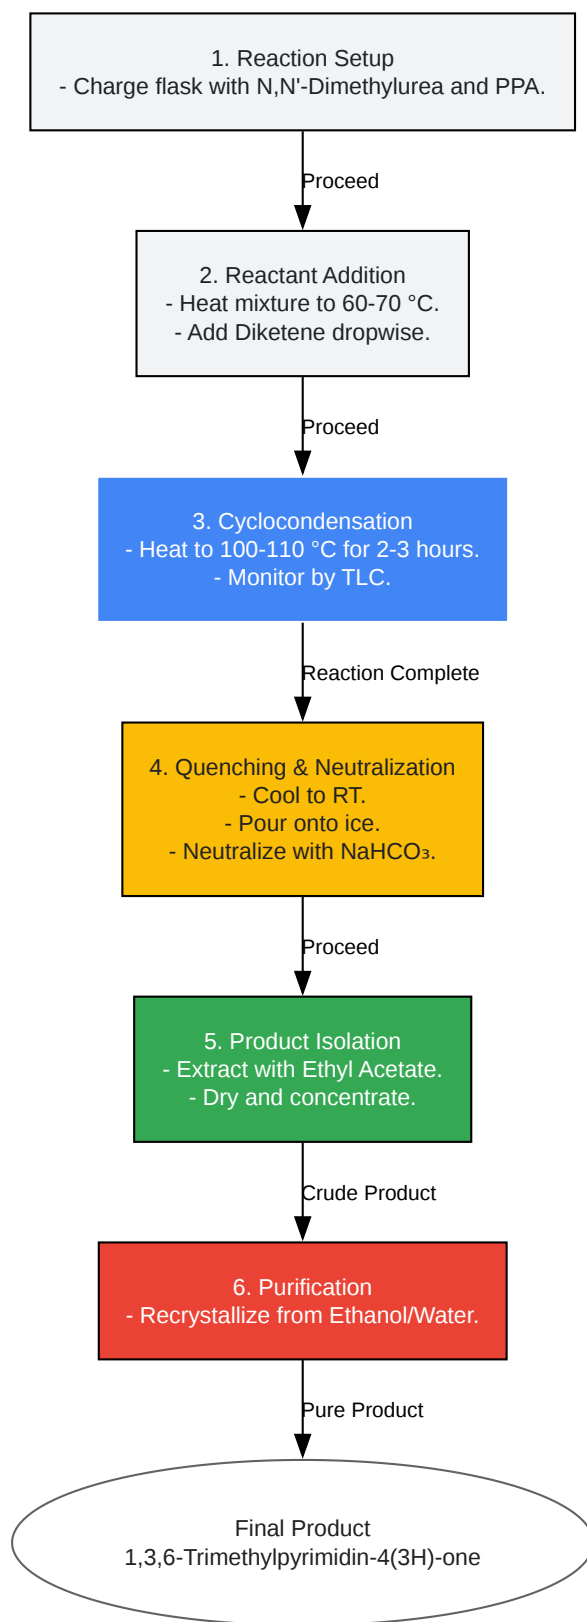 1. Reaction Setup
- Charge flask with N,N'-Dimethylurea and PPA.
Proceed
2. Reactant Addition
- Heat mixture to 60-70 °C.
- Add Diketene dropwise.
Proceed
3. Cyclocondensation
- Heat to 100-110 °C for 2-3 hours.
- Monitor by TLC.
Reaction Complete
4. Quenching & Neutralization
- Cool to RT.
- Pour onto ice.
- Neutralize with NaHCO₃.
Proceed
5. Product Isolation
- Extract with Ethyl Acetate.
- Dry and concentrate.
Crude Product
6. Purification
- Recrystallize from Ethanol/Water.
Pure Product
Final Product
1,3,6-Trimethylpyrimidin-4(3H)-one